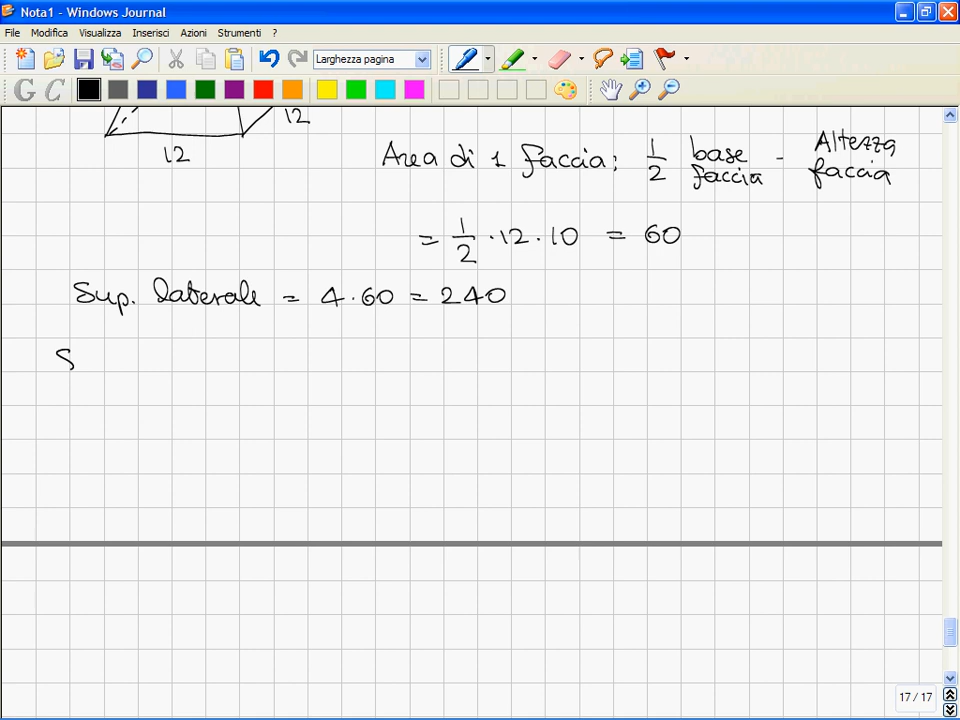 Nota1 - Windows Journal
File Modifica Visualizza Inserisci Azioni Strumenti ?
Larghezza pagina
G C
12
12
Area di 1 faccia: 1/2 base faccia · Altezza faccia
= 1/2 · 12 · 10 = 60
Sup. laterale = 4 · 60 = 240
S
17 / 17